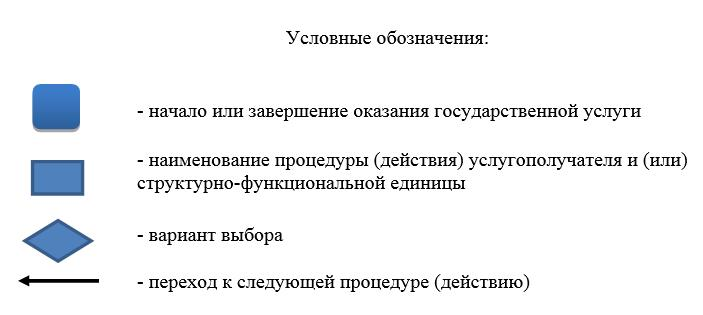 Условные обозначения:
- начало или завершение оказания государственной услуги
- наименование процедуры (действия) услугополучателя и (или)
структурно-функциональной единицы
- вариант выбора
- переход к следующей процедуре (действию)